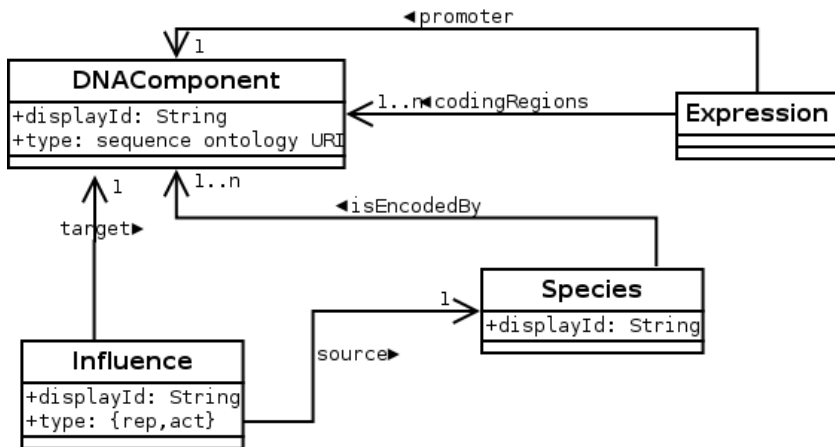 ◄promoter
1
DNAComponent
+displayId: String
+type: sequence ontology URI
1..n
◄codingRegions
Expression
1
1..n
◄isEncodedBy
target►
Species
+displayId: String
1
source►
Influence
+displayId: String
+type: {rep,act}